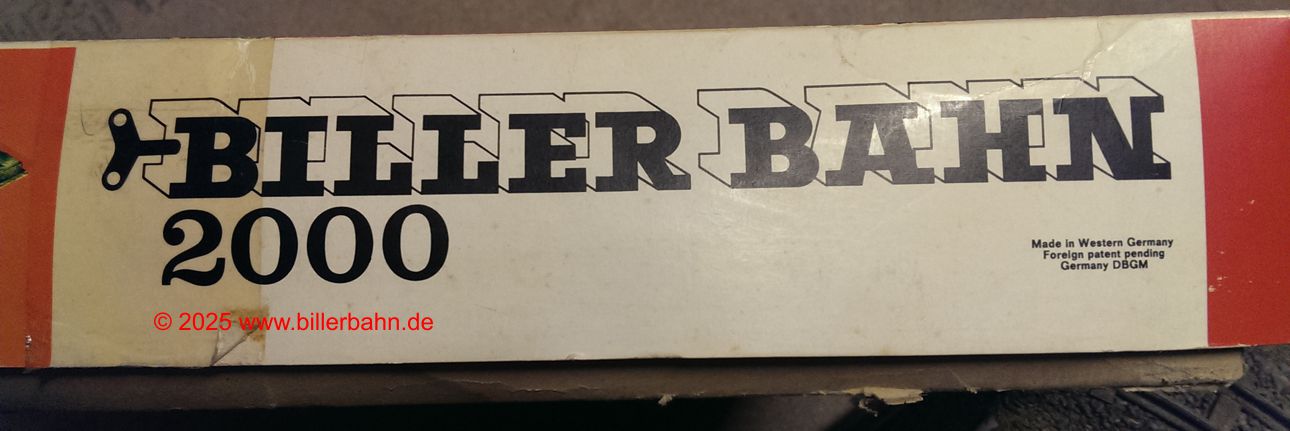 BILLER BAHN
2000
Made in Western Germany
Foreign patent pending
Germany DBGM
© 2025 www.billerbahn.de